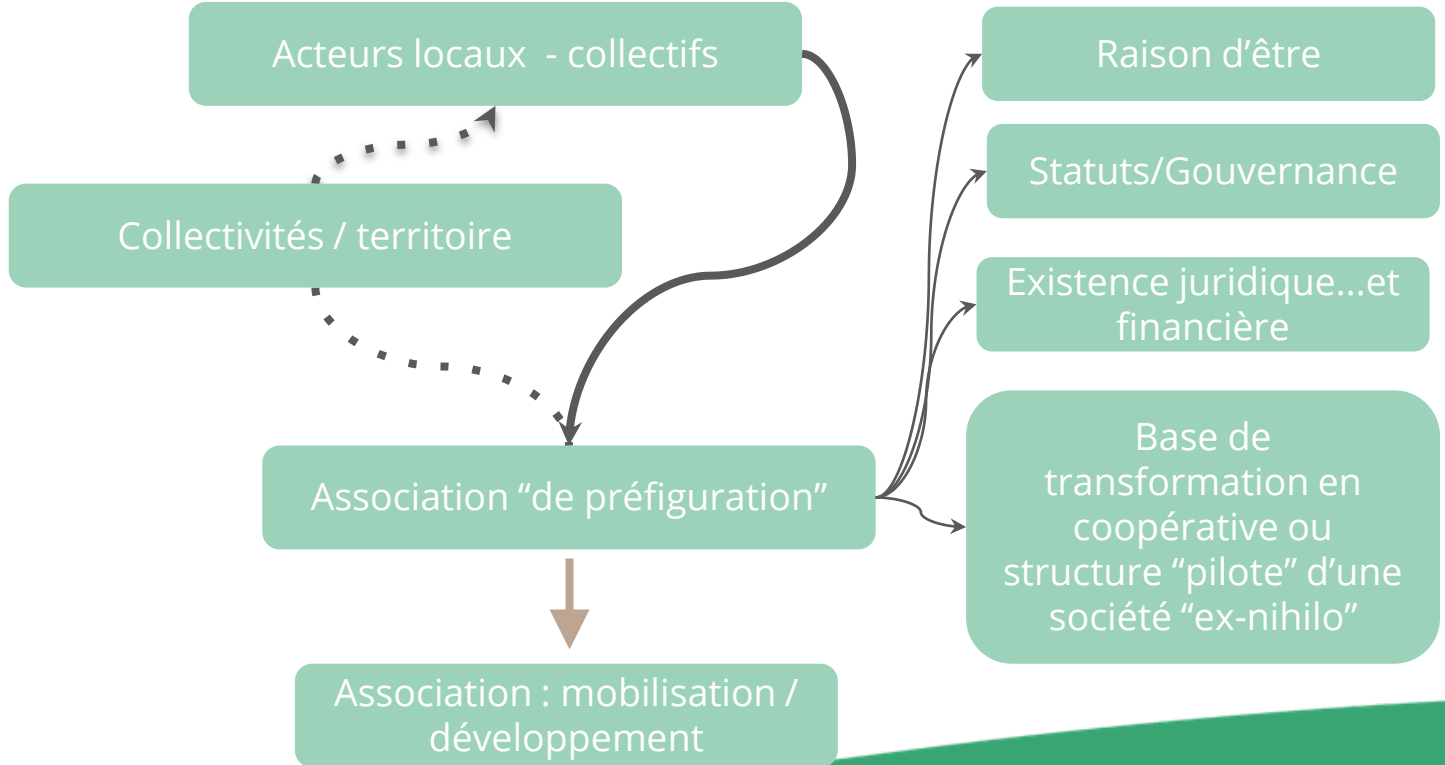 Acteurs locaux - collectifs
Collectivités / territoire
Association “de préfiguration”
Association : mobilisation /
développement
Raison d’être
Statuts/Gouvernance
Existence juridique...et
financière
Base de
transformation en
coopérative ou
structure “pilote” d’une
société “ex-nihilo”